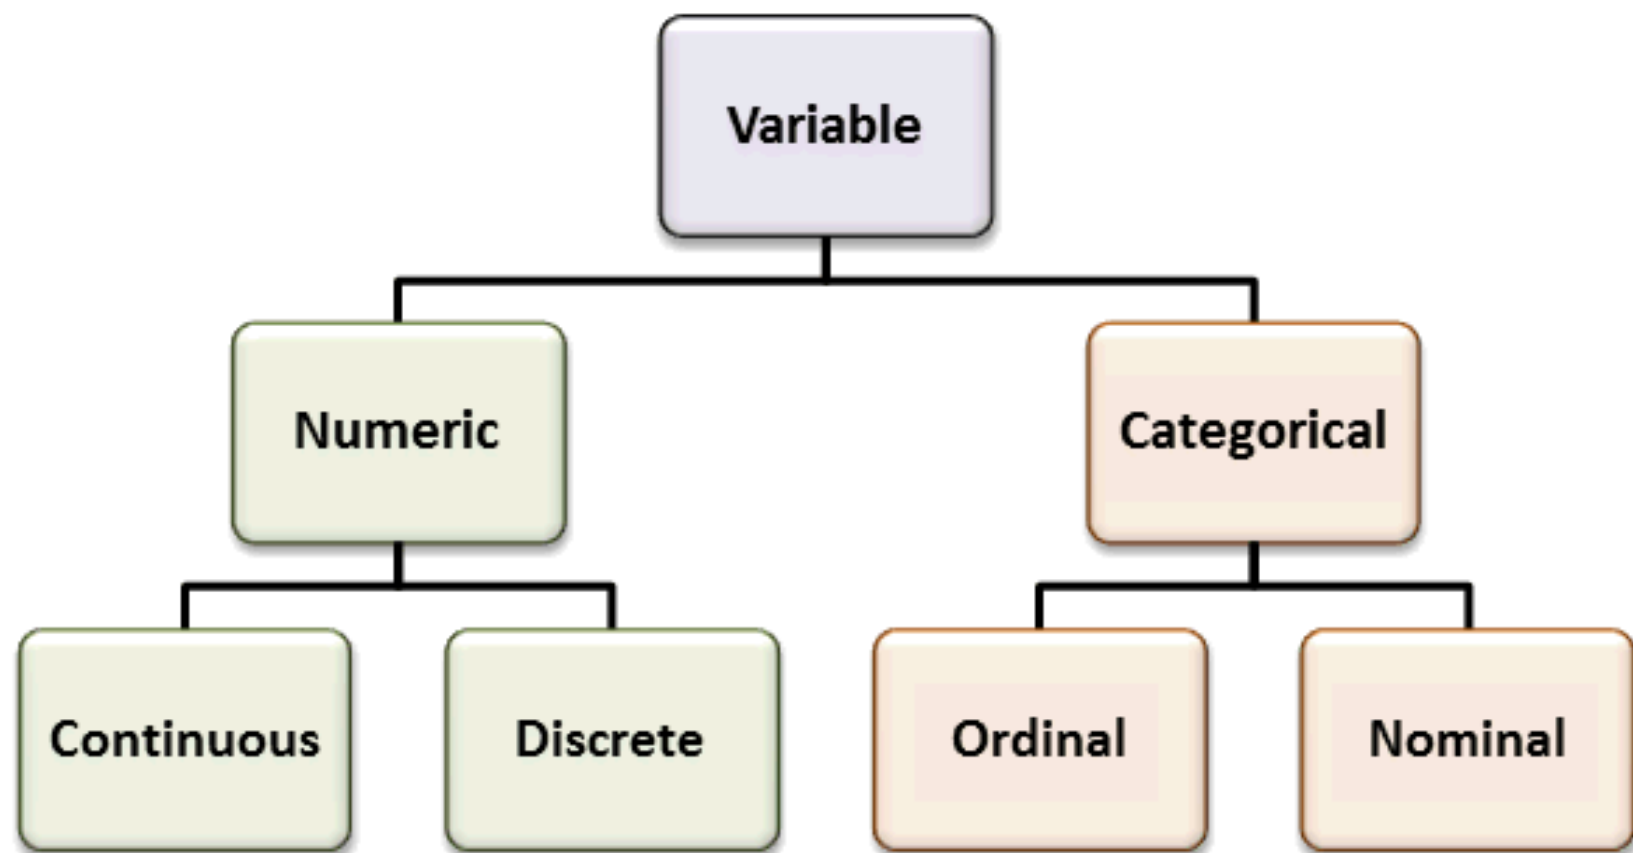 Variable
Numeric
Categorical
Continuous
Discrete
Ordinal
Nominal